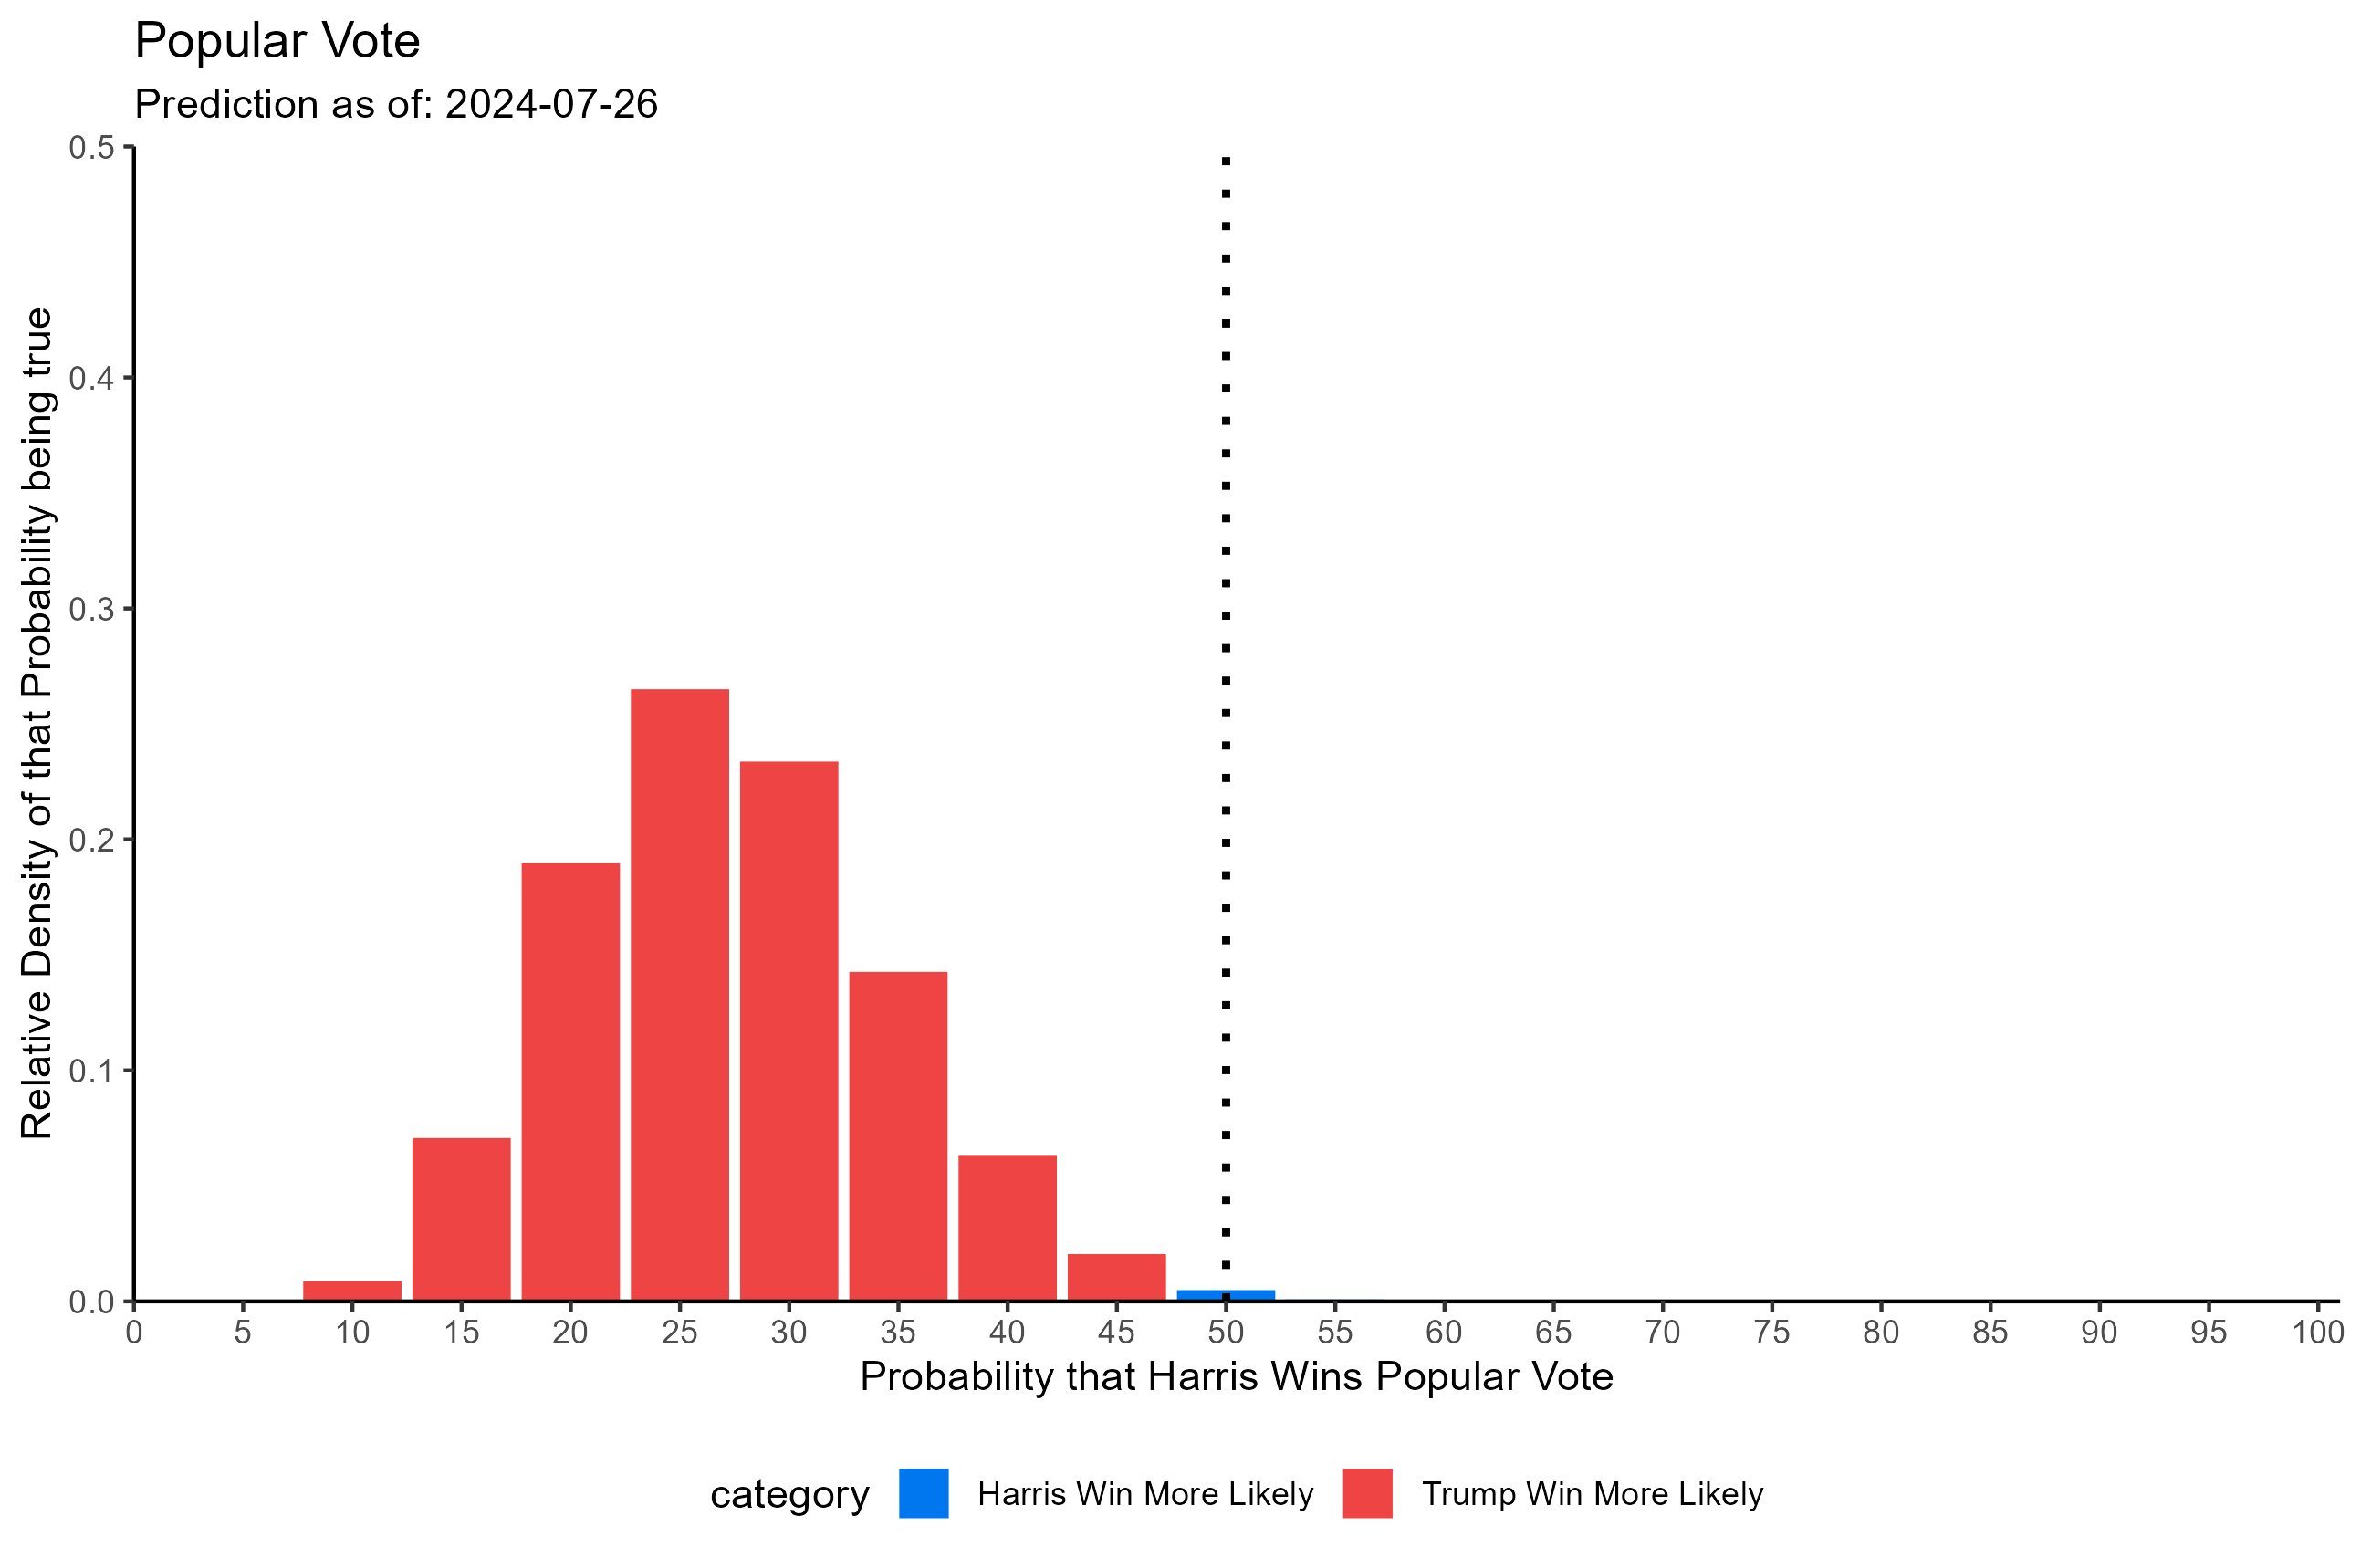 Popular Vote
Prediction as of: 2024-07-26
Relative Density of that Probability being true
0.5
0.4
0.3
0.2
0.1
0.0
0 5 10 15 20 25 30 35 40 45 50 55 60 65 70 75 80 85 90 95 100
Probability that Harris Wins Popular Vote
category Harris Win More Likely Trump Win More Likely